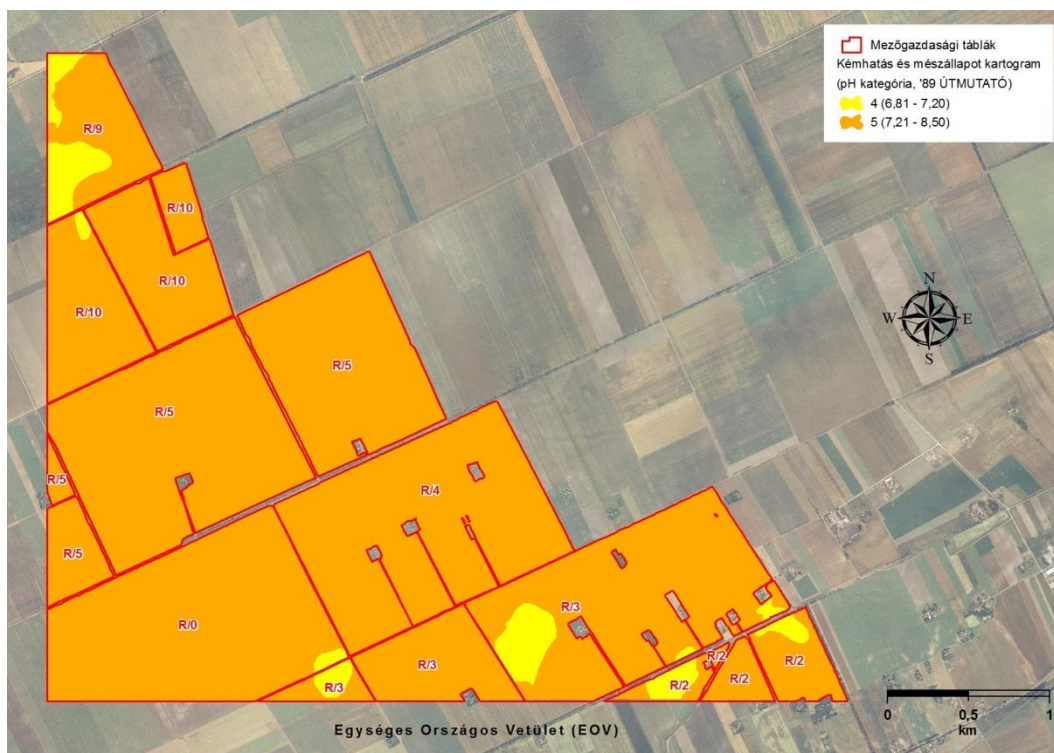 Mezőgazdasági táblák
Kémhatás és mészállapot kartogram
(pH kategória, '89 ÚTMUTATÓ)
4 (6,81 - 7,20)
5 (7,21 - 8,50)
R/9
R/10
R/10
R/10
R/5
R/5
R/5
R/5
R/4
R/0
R/3
R/3
R/3
R/2
R/2
R/2
R/2
N
W E
S
0 0,5 1
km
Egységes Országos Vetület (EOV)